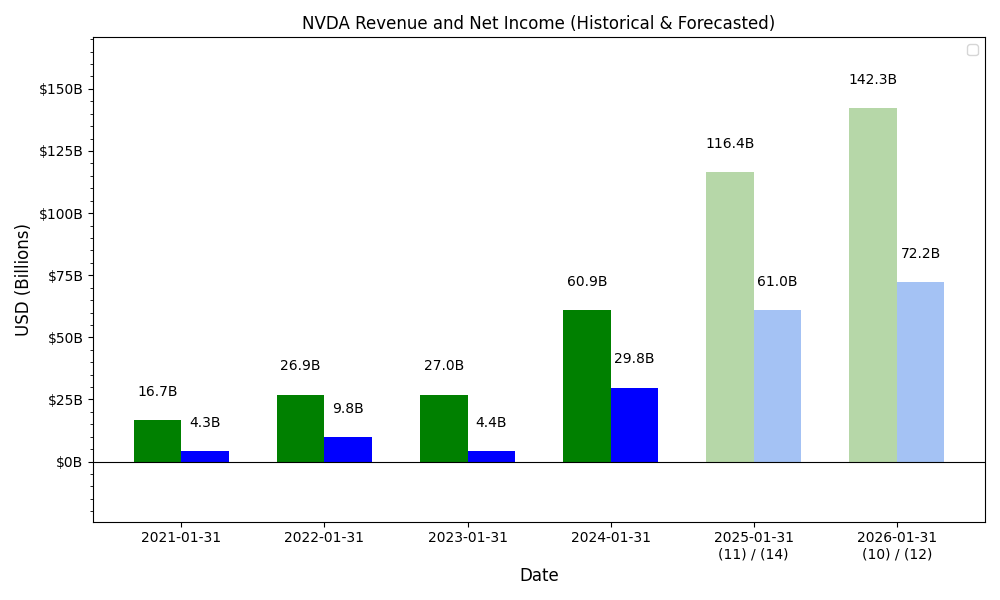 NVDA Revenue and Net Income (Historical & Forecasted)
USD (Billions)
$150B
$125B
$100B
$75B
$50B
$25B
$0B
16.7B
4.3B
26.9B
9.8B
27.0B
4.4B
60.9B
29.8B
116.4B
61.0B
142.3B
72.2B
2021-01-31
2022-01-31
2023-01-31
2024-01-31
2025-01-31
(11) / (14)
2026-01-31
(10) / (12)
Date